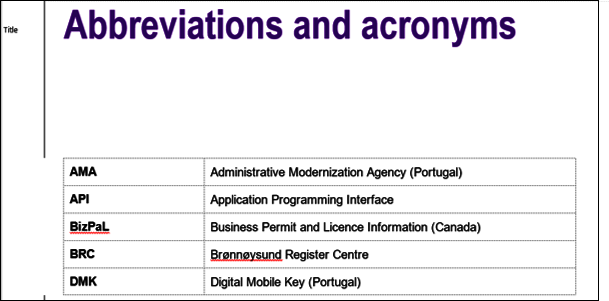 Title
Abbreviations and acronyms
AMA Administrative Modernization Agency (Portugal)
API Application Programming Interface
BizPaL Business Permit and Licence Information (Canada)
BRC Brønnøysund Register Centre
DMK Digital Mobile Key (Portugal)